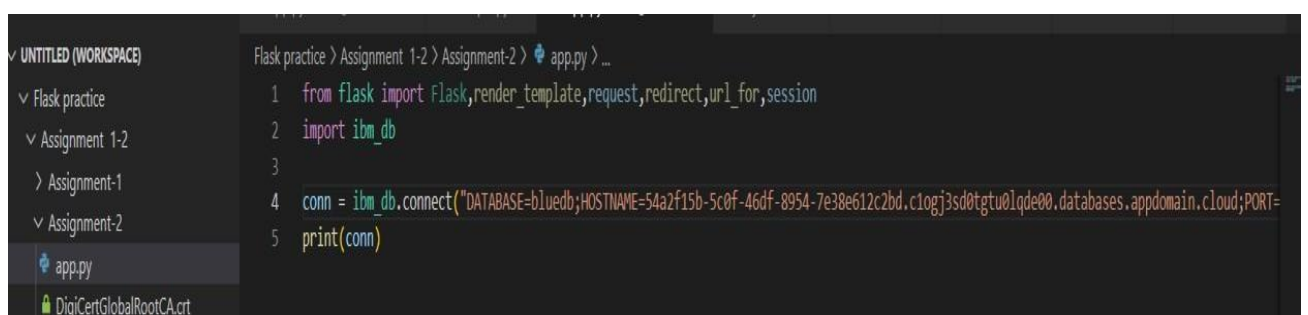 UNTITLED (WORKSPACE)
Flask practice
Assignment 1-2
Assignment-1
Assignment-2
app.py
DigiCertGlobalRootCA.crt
Flask practice > Assignment 1-2 > Assignment-2 > app.py > ...
1 from flask import Flask,render_template,request,redirect,url_for,session
2 import ibm_db
3
4 conn = ibm_db.connect("DATABASE=bluedb;HOSTNAME=54a2f15b-5c0f-46df-8954-7e38e612c2bd.c1ogj3sd0tgtu0lqde00.databases.appdomain.cloud;PORT=
5 print(conn)